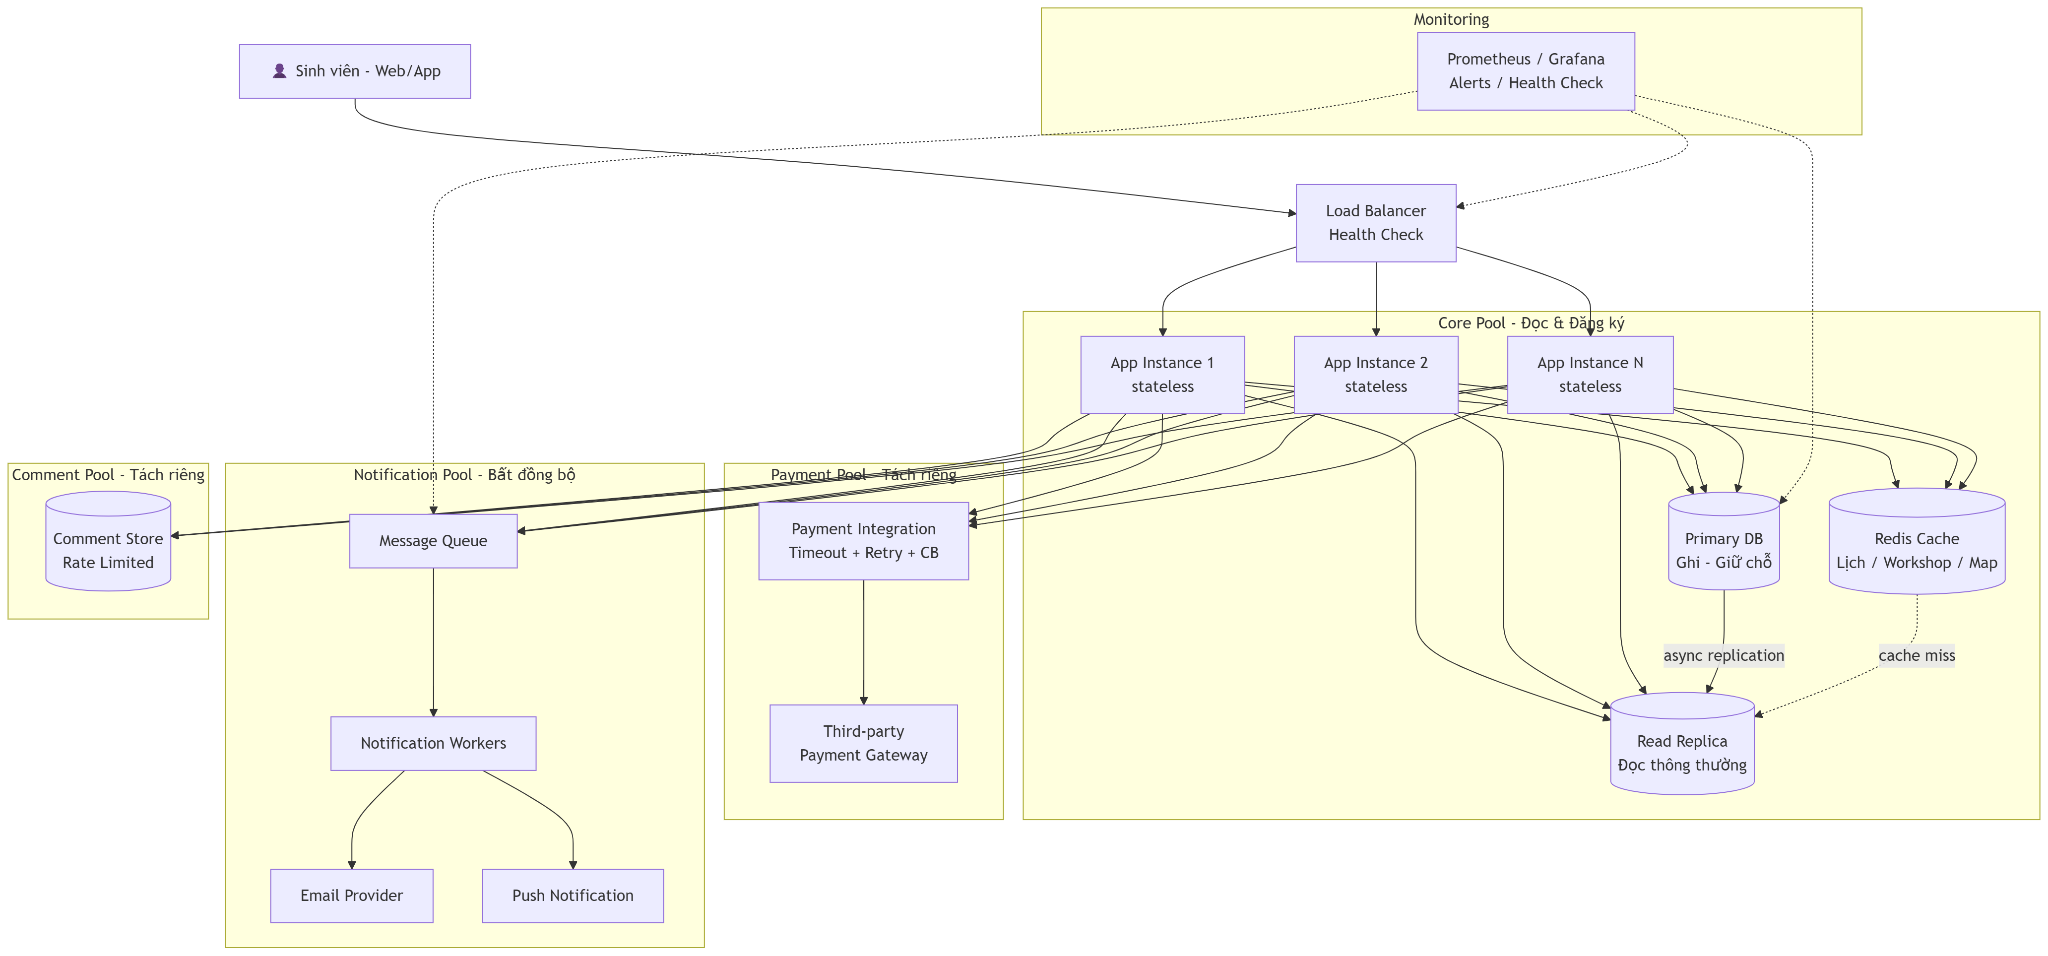 Monitoring
Prometheus / Grafana
Alerts / Health Check
Sinh viên - Web/App
Load Balancer
Health Check
Core Pool - Đọc & Đăng ký
App Instance 1
stateless
App Instance 2
stateless
App Instance N
stateless
Comment Pool - Tách riêng
Comment Store
Rate Limited
Notification Pool - Bất đồng bộ
Message Queue
Payment Pool - Tách riêng
Payment Integration
Timeout + Retry + CB
Primary DB
Ghi - Giữ chỗ
Redis Cache
Lịch / Workshop / Map
async replication
cache miss
Notification Workers
Third-party
Payment Gateway
Read Replica
Đọc thông thường
Email Provider
Push Notification